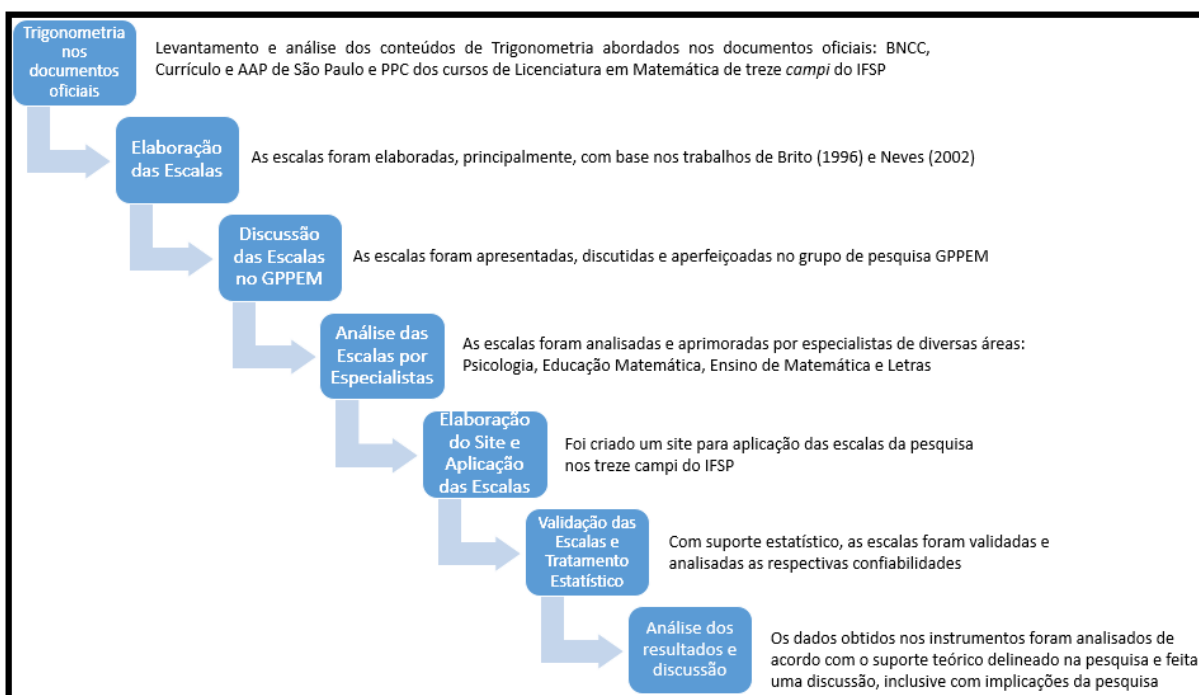 Trigonometria
nos
documentos
oficiais
Levantamento e análise dos conteúdos de Trigonometria abordados nos documentos oficiais: BNCC,
Currículo e AAP de São Paulo e PPC dos cursos de Licenciatura em Matemática de treze campi do IFSP
Elaboração
das Escalas
As escalas foram elaboradas, principalmente, com base nos trabalhos de Brito (1996) e Neves (2002)
Discussão
das Escalas
no GPPEM
As escalas foram apresentadas, discutidas e aperfeiçoadas no grupo de pesquisa GPPEM
Análise das
Escalas por
Especialistas
As escalas foram analisadas e aprimoradas por especialistas de diversas áreas:
Psicologia, Educação Matemática, Ensino de Matemática e Letras
Elaboração
do Site e
Aplicação
das Escalas
Foi criado um site para aplicação das escalas da pesquisa
nos treze campi do IFSP
Validação das
Escalas e
Tratamento
Estatístico
Com suporte estatístico, as escalas foram validadas e
analisadas as respectivas confiabilidades
Análise dos
resultados e
discussão
Os dados obtidos nos instrumentos foram analisados de
acordo com o suporte teórico delineado na pesquisa e feita
uma discussão, inclusive com implicações da pesquisa